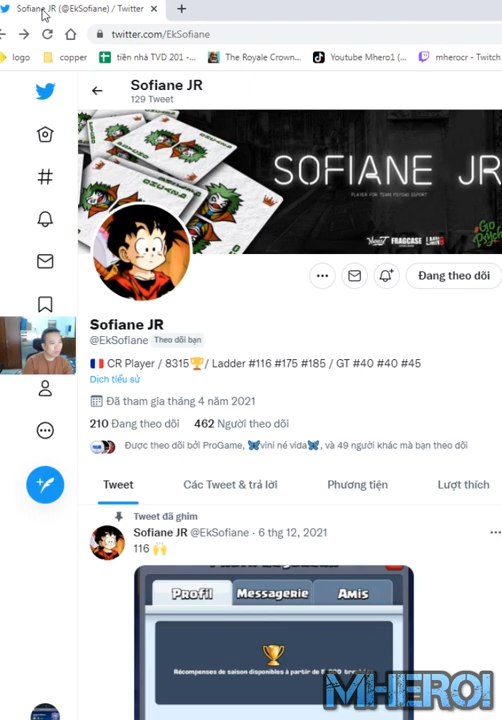 Sofiane JR (@EkSofiane) / Twitter
twitter.com/EkSofiane
logo
copper
tiền nhà TVD 201 -...
The Royale Crown...
Youtube Mhero1 (...
mherocr - Twitch
Sofiane JR
129 Tweet
SOFIANE JR
PLAYER FOR TEAM PSYCHO ESPORT
FRAGCASE
GO
Psycho
Đang theo dõi
Sofiane JR
@EkSofiane Theo dõi bạn
🇫🇷 CR Player / 8315🏆/ Ladder #116 #175 #185 / GT #40 #40 #45
Dịch tiểu sử
Đã tham gia tháng 4 năm 2021
210 Đang theo dõi 462 Người theo dõi
Được theo dõi bởi ProGame, 🦋vini né vida🦋, và 49 người khác mà bạn theo dõi
Tweet Các Tweet & trả lời Phương tiện Lượt thích
Tweet đã ghim
Sofiane JR @EkSofiane · 6 thg 12, 2021
116 🙌
Profil Messagerie Amis
Récompenses de saison disponibles à partir de
MHERO1